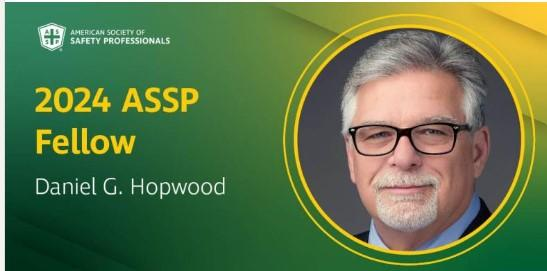 AMERICAN SOCIETY OF
SAFETY PROFESSIONALS
2024 ASSP
Fellow
Daniel G. Hopwood